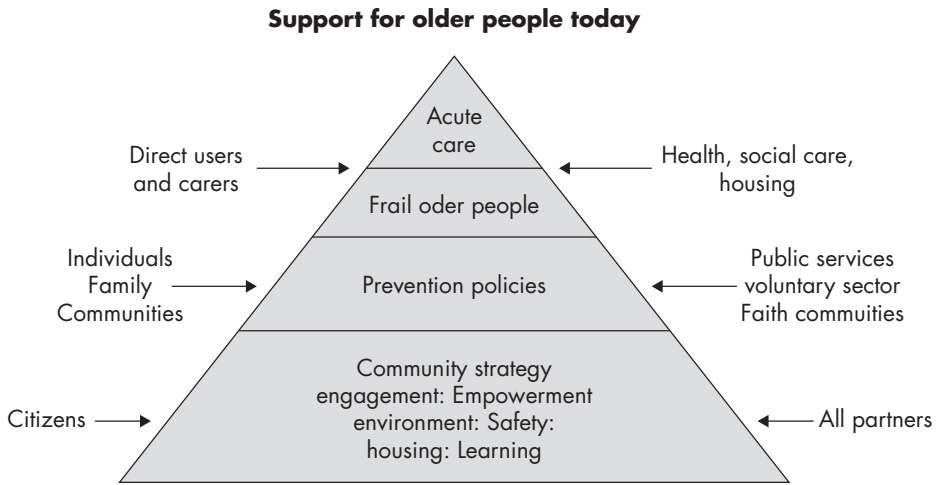 Support for older people today
Acute
care
Direct users
and carers
Health, social care,
housing
Frail oder people
Individuals
Family
Communities
Prevention policies
Public services
voluntary sector
Faith commuities
Community strategy
engagement: Empowerment
environment: Safety:
housing: Learning
Citizens
All partners